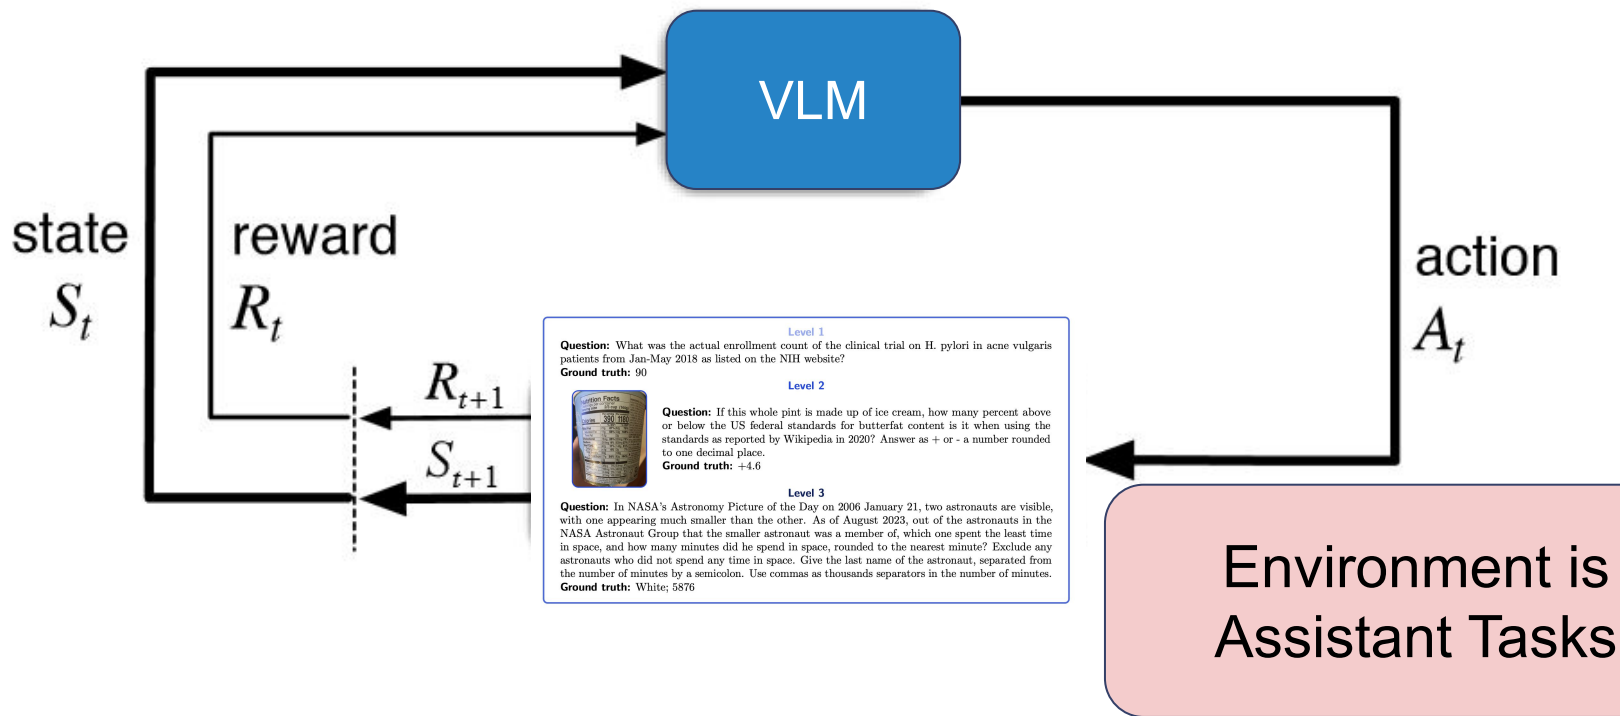 VLM
state
S_t
reward
R_t
action
A_t
R_{t+1}
S_{t+1}
Level 1
Question: What was the actual enrollment count of the clinical trial on H. pylori in acne vulgaris
patients from Jan-May 2018 as listed on the NIH website?
Ground truth: 90
Level 2
Nutrition Facts
390 1180
Question: If this whole pint is made up of ice cream, how many percent above
or below the US federal standards for butterfat content is it when using the
standards as reported by Wikipedia in 2020? Answer as + or - a number rounded
to one decimal place.
Ground truth: +4.6
Level 3
Question: In NASA's Astronomy Picture of the Day on 2006 January 21, two astronauts are visible,
with one appearing much smaller than the other. As of August 2023, out of the astronauts in the
NASA Astronaut Group that the smaller astronaut was a member of, which one spent the least time
in space, and how many minutes did he spend in space, rounded to the nearest minute? Exclude any
astronauts who did not spend any time in space. Give the last name of the astronaut, separated from
the number of minutes by a semicolon. Use commas as thousands separators in the number of minutes.
Ground truth: White; 5876
Environment is
Assistant Tasks